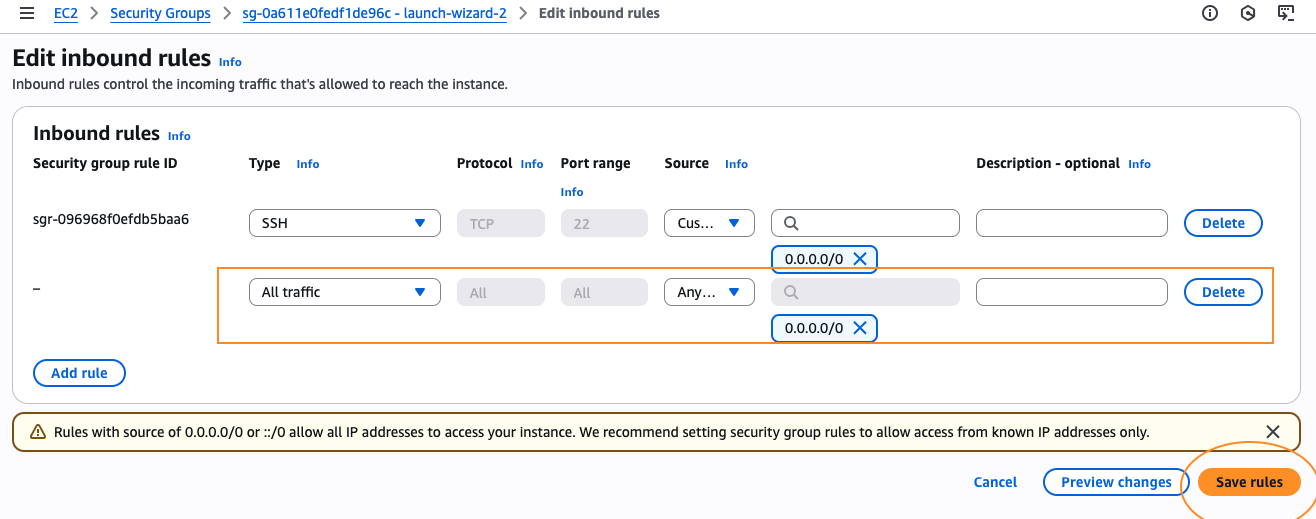 EC2 > Security Groups > sg-0a611e0fedf1de96c - launch-wizard-2 > Edit inbound rules
Edit inbound rules Info
Inbound rules control the incoming traffic that's allowed to reach the instance.
Inbound rules Info
Security group rule ID Type Info Protocol Info Port range Info Source Info Description - optional Info
sgr-096968f0efdb5baa6 SSH TCP 22 Cus... Delete
0.0.0.0/0
– All traffic All All Any... Delete
0.0.0.0/0
Add rule
Rules with source of 0.0.0.0/0 or ::/0 allow all IP addresses to access your instance. We recommend setting security group rules to allow access from known IP addresses only.
Cancel Preview changes Save rules